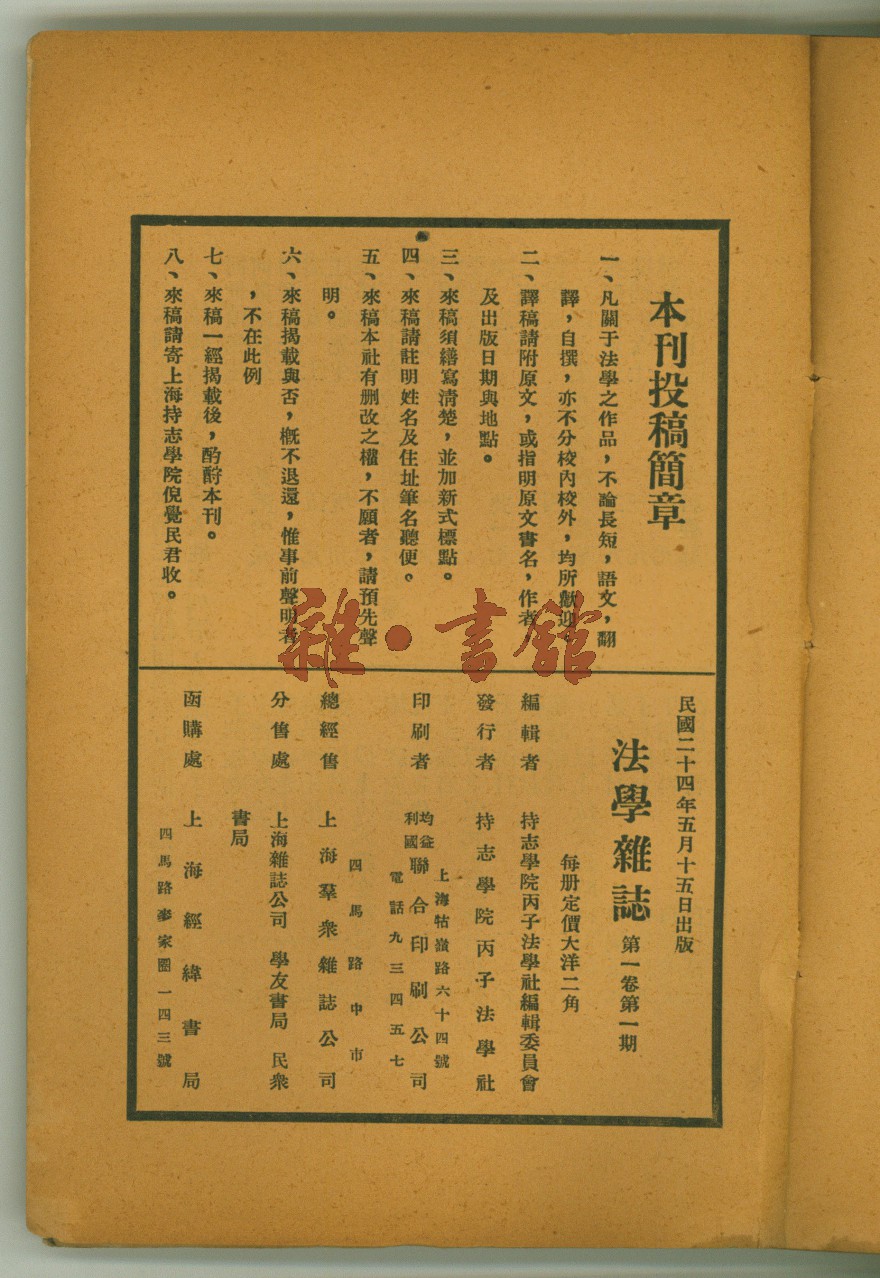 本刊投稿簡章
一、凡關于法學之作品，不論長短，語文，翻
譯，自撰，亦不分校內校外，均所歡迎。
二、譯稿請附原文，或指明原文書名，作者，
及出版日期與地點。
三、來稿須繕寫清楚，並加新式標點。
四、來稿請註明姓名及住址筆名聽便。
五、來稿本社有刪改之權，不願者，請預先聲
明。
六、來稿揭載與否，概不退還，惟事前聲明者
，不在此例
七、來稿一經揭載後，酌酧本刊。
八、來稿請寄上海持志學院倪覺民君收。
雜·書館
民國二十四年五月十五日出版
法學雜誌 第一卷第一期
每册定價大洋二角
編輯者 持志學院丙子法學社編輯委員會
發行者 持志學院丙子法學社
上海牯嶺路六十四號
印刷者 均益利國聯合印刷公司
電話九三四五七
四馬路中市
總經售 上海羣衆雜誌公司
分售處 上海雜誌公司 學友書局 民衆
書局
函購處 上海經緯書局
四馬路麥家圈一四三號